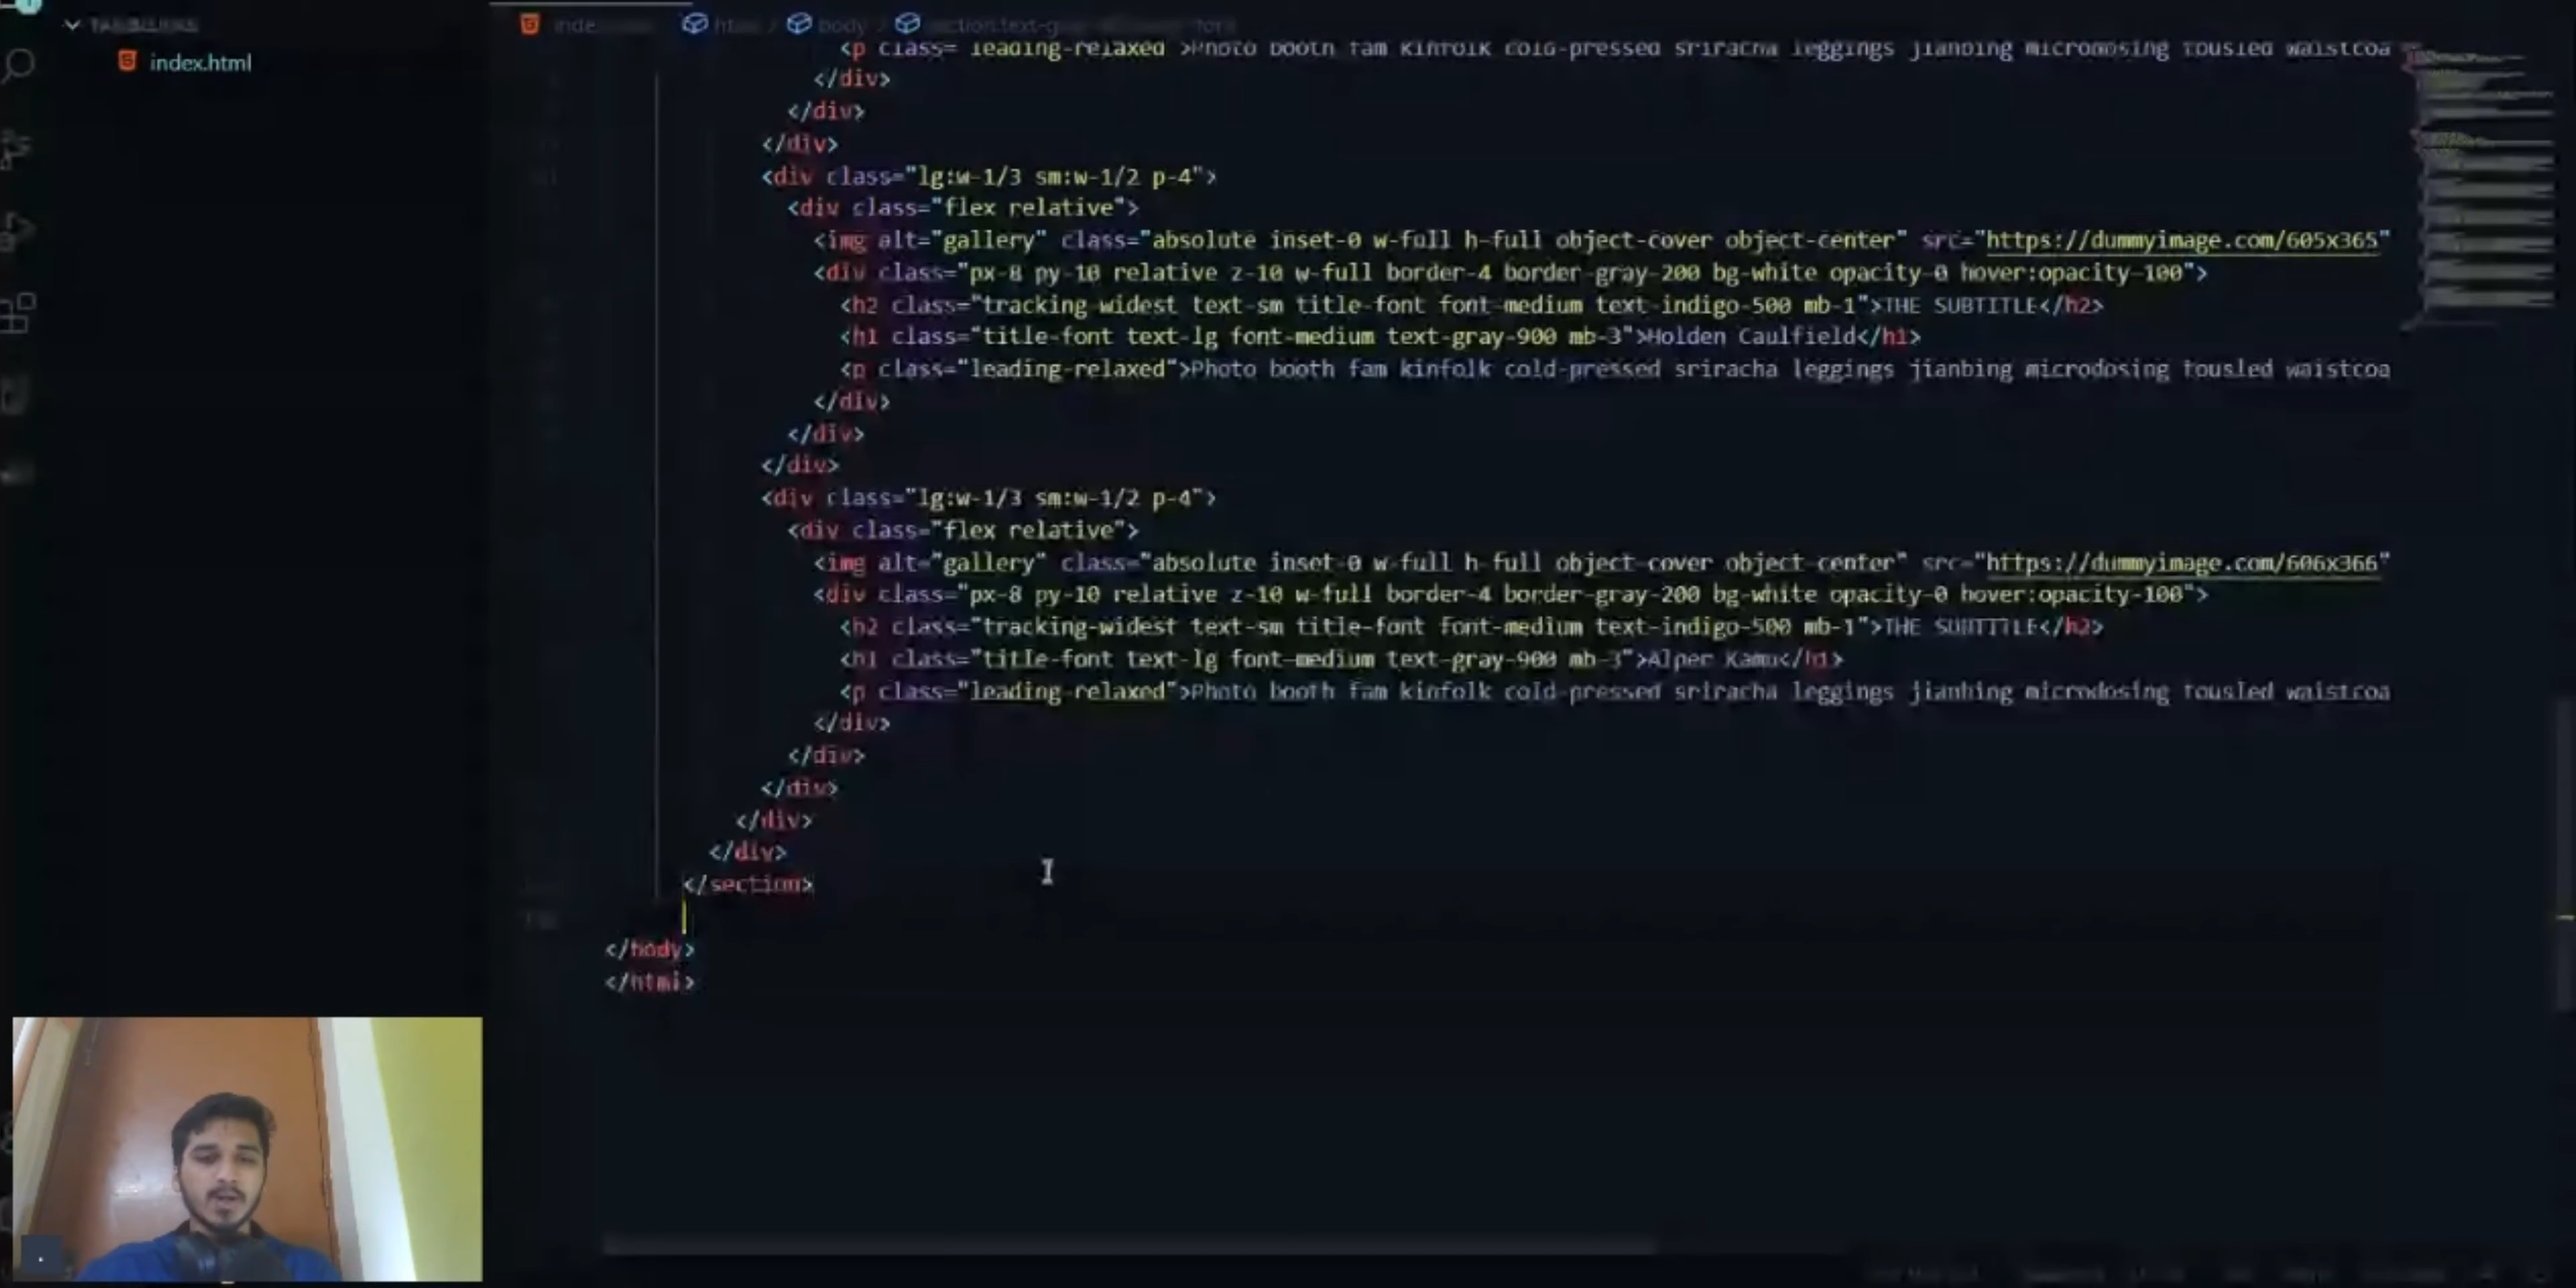 index.html
body
<p class= leading-relaxed >Photo booth fam kinfolk cold-pressed sriracha leggings jianbing microdosing tousled waistcoa
</div>
</div>
</div>
<div class="lg:w-1/3 sm:w-1/2 p-4">
<div class="flex relative">
<img alt="gallery" class="absolute inset-0 w-full h-full object-cover object-center" src="https://dummyimage.com/605x365"
<div class="px-8 py-10 relative z-10 w-full border-4 border-gray-200 bg-white opacity-0 hover:opacity-100">
<h2 class="tracking-widest text-sm title-font font-medium text-indigo-500 mb-1">THE SUBTITLE</h2>
<h1 class="title-font text-lg font-medium text-gray-900 mb-3">Holden Caulfield</h1>
<p class="leading-relaxed">Photo booth fam kinfolk cold-pressed sriracha leggings jianbing microdosing tousled waistcoa
</div>
</div>
</div>
<div class="lg:w-1/3 sm:w-1/2 p-4">
<div class="flex relative">
<img alt="gallery" class="absolute inset-0 w-full h-full object-cover object-center" src="https://dummyimage.com/606x366"
<div class="px-8 py-10 relative z-10 w-full border-4 border-gray-200 bg-white opacity-0 hover:opacity-100">
<h2 class="tracking-widest text-sm title-font font-medium text-indigo-500 mb-1">THE SUBTITLE</h2>
<h1 class="title-font text-lg font-medium text-gray-900 mb-3">Alper Kamu</h1>
<p class="leading-relaxed">Photo booth fam kinfolk cold-pressed sriracha leggings jianbing microdosing tousled waistcoa
</div>
</div>
</div>
</div>
</div>
</section>
</body>
</html>